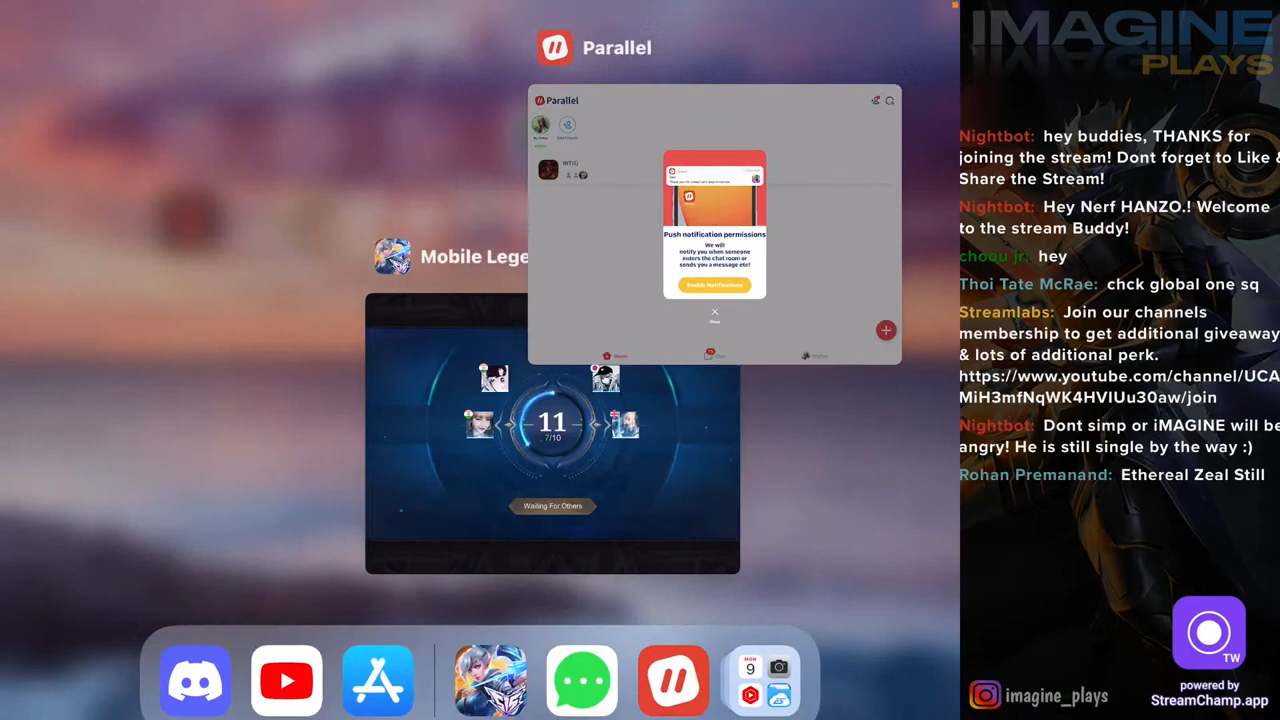 Parallel
Parallel
INT(G)
Push notification permissions
We will
notify you when someone
enters the chat room or
sends you a message etc!
Enable Notifications
Close
Home
Mobile Lege
11
7/10
Waiting For Others
MON
9
IMAGINE
PLAYS
Nightbot: hey buddies, THANKS for
joining the stream! Dont forget to Like &
Share the Stream!
Nightbot: Hey Nerf HANZO.! Welcome
to the stream Buddy!
choou jr: hey
Thoi Tate McRae: chck global one sq
Streamlabs: Join our channels
membership to get additional giveaway
& lots of additional perk.
https://www.youtube.com/channel/UCA
MiH3mfNqWK4HVIUu30aw/join
Nightbot: Dont simp or iMAGINE will be
angry! He is still single by the way :)
Rohan Premanand: Ethereal Zeal Still
TW
imagine_plays
powered by
StreamChamp.app